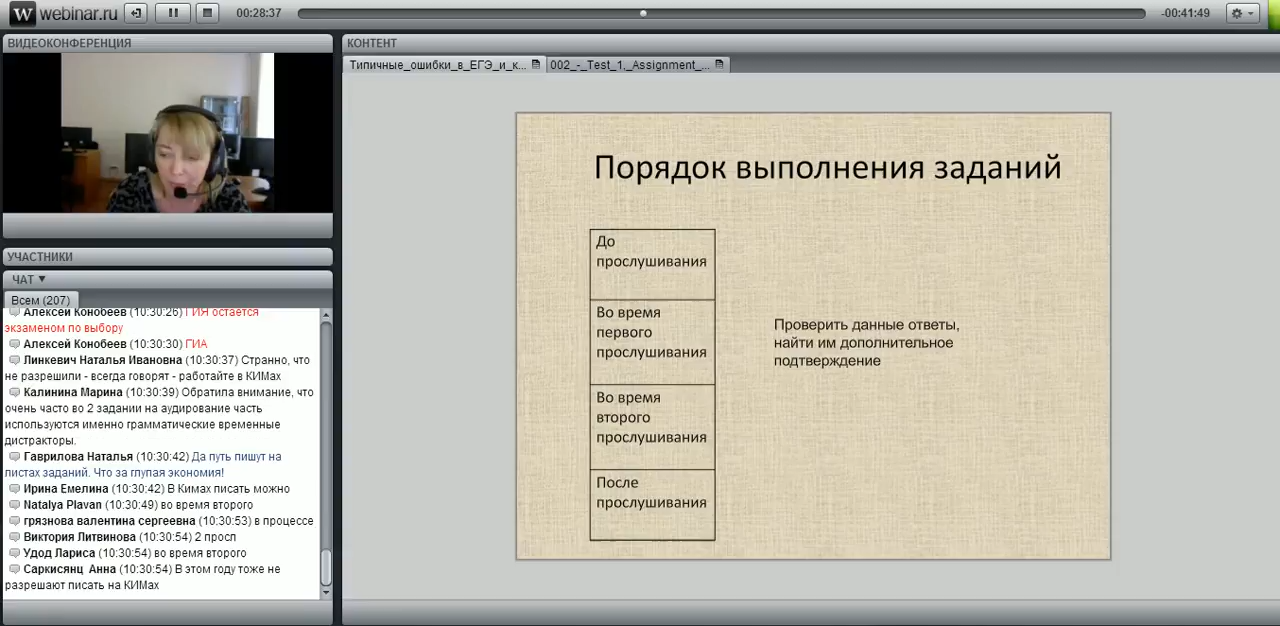 webinar.ru
00:28:37
-00:41:49
ВИДЕОКОНФЕРЕНЦИЯ
УЧАСТНИКИ
ЧАТ
Всем (207)
Алексей Конобеев (10:30:26) ГИЯ остается
экзаменом по выбору
Алексей Конобеев (10:30:30) ГИА
Линкевич Наталья Ивановна (10:30:37) Странно, что
не разрешили - всегда говорят - работайте в КИМах
Калинина Марина (10:30:39) Обратила внимание, что
очень часто во 2 задании на аудирование часть
используются именно грамматические временные
дистракторы.
Гаврилова Наталья (10:30:42) Да путь пишут на
листах заданий. Что за глупая экономия!
Ирина Емелина (10:30:42) В Кимах писать можно
Natalya Plavan (10:30:49) во время второго
грязнова валентина сергеевна (10:30:53) в процессе
Виктория Литвинова (10:30:54) 2 просл
Удод Лариса (10:30:54) во время второго
Саркисянц Анна (10:30:54) В этом году тоже не
разрешают писать на КИМах
КОНТЕНТ
Типичные_ошибки_в_ЕГЭ_и_к...
002_-_Test_1,_Assignment_...
Порядок выполнения заданий
До
прослушивания
Во время
первого
прослушивания
Во время
второго
прослушивания
После
прослушивания
Проверить данные ответы,
найти им дополнительное
подтверждение